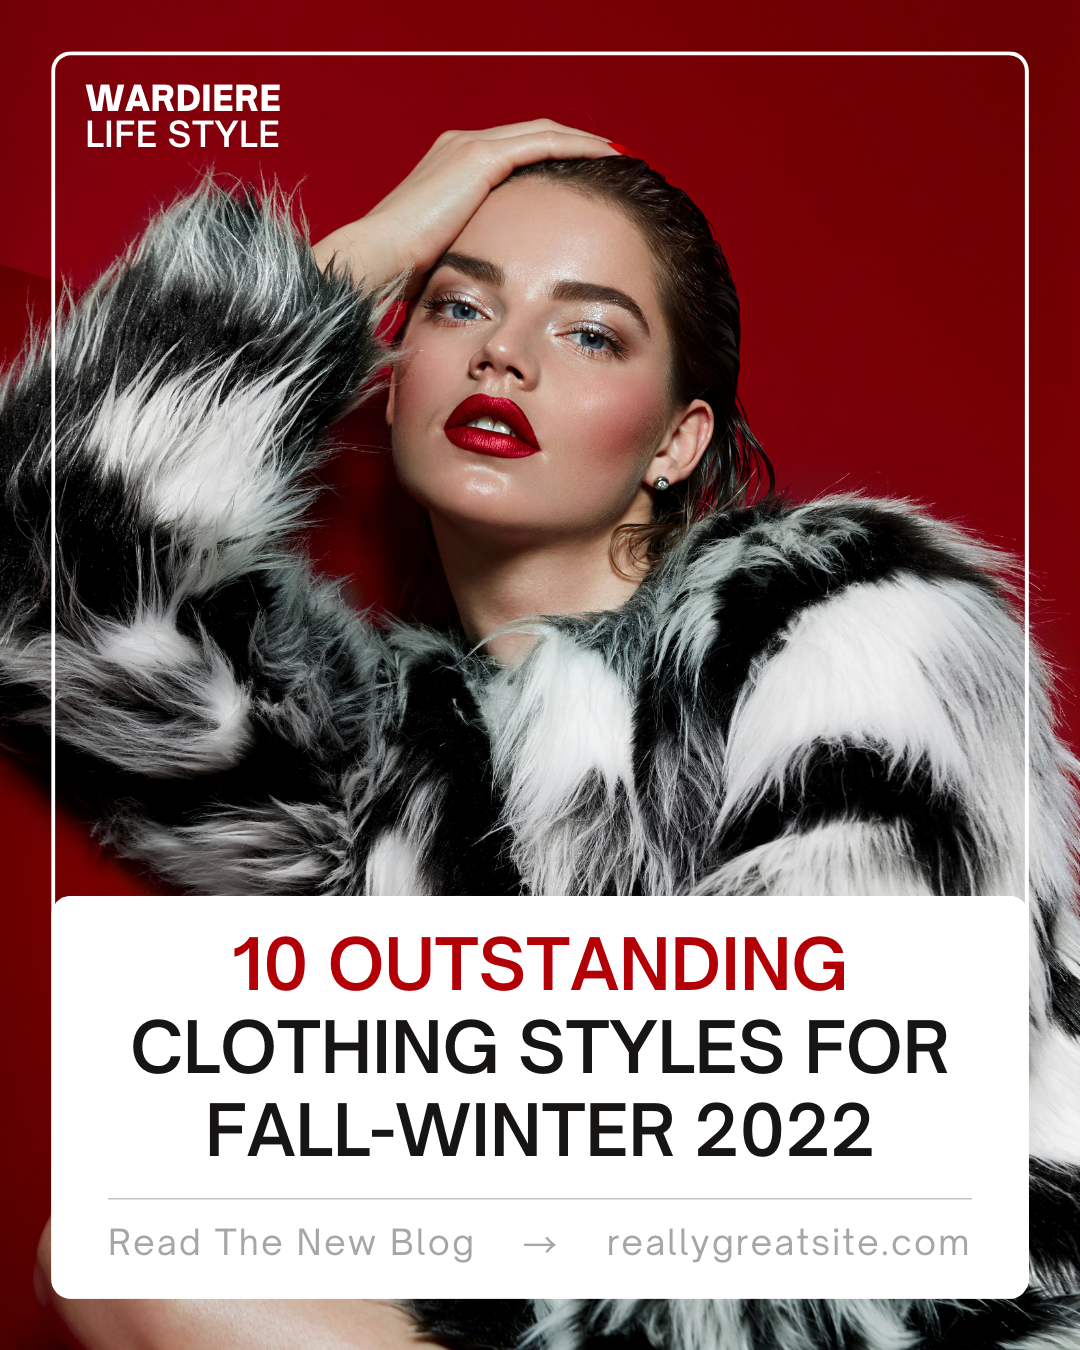 WARDIERE
LIFE STYLE
10 OUTSTANDING
CLOTHING STYLES FOR
FALL-WINTER 2022
Read The New Blog → reallygreatsite.com